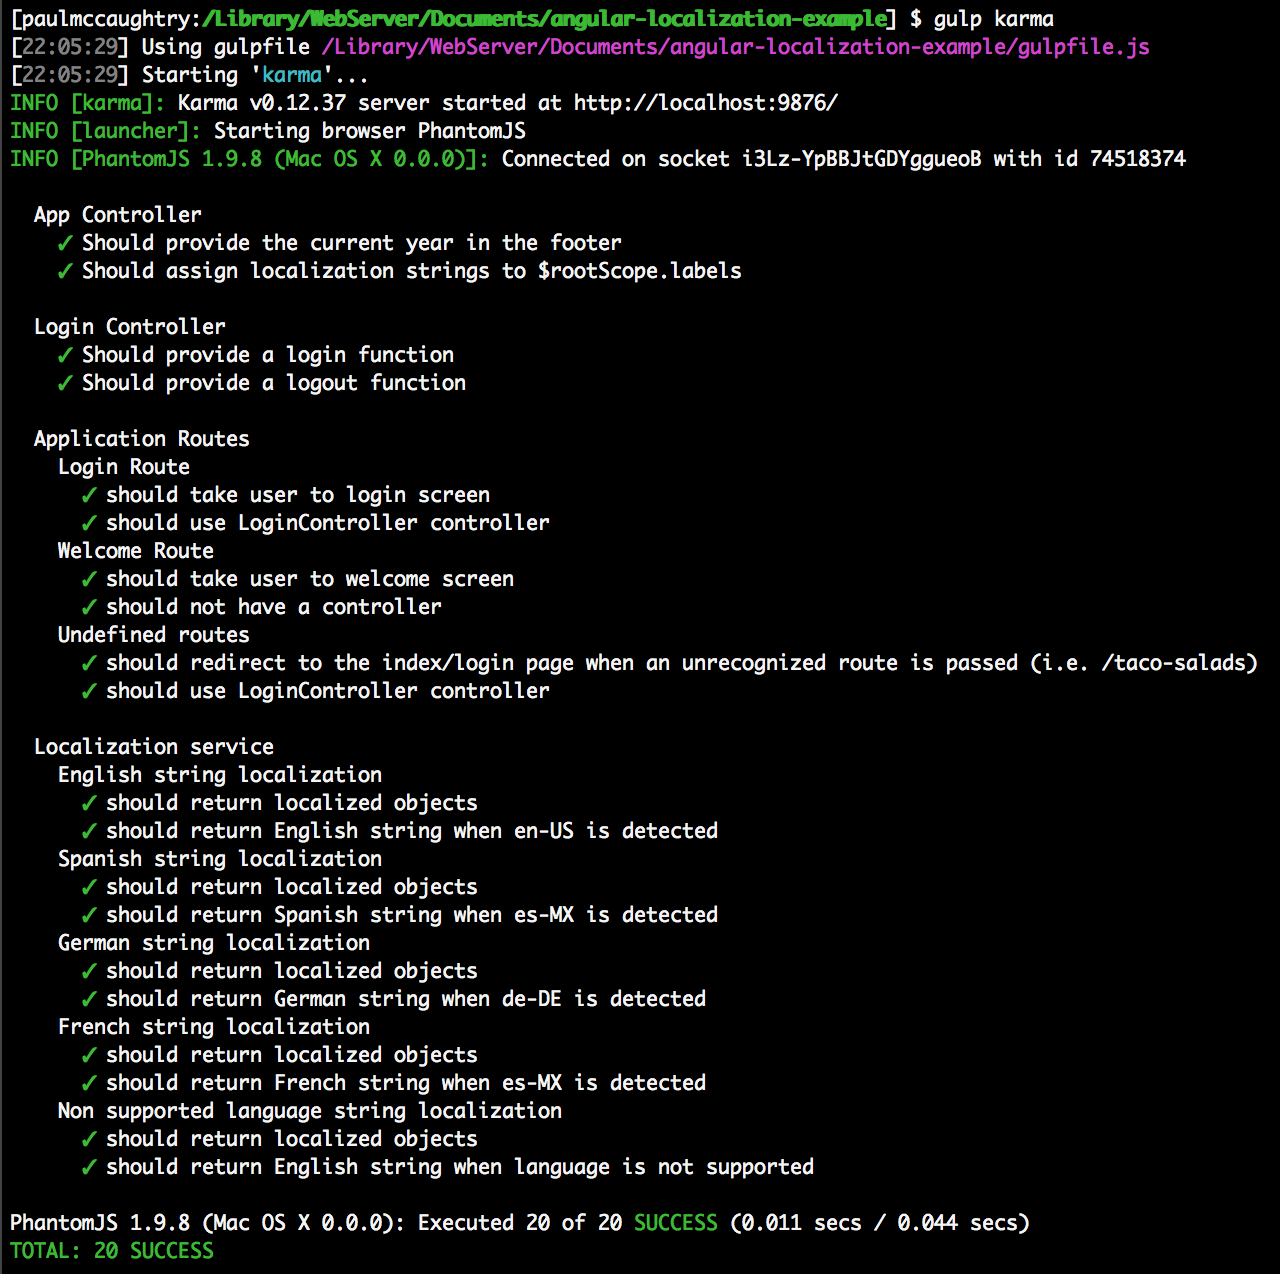 [paulmccaughtry:/Library/WebServer/Documents/angular-localization-example] $ gulp karma
[22:05:29] Using gulpfile /Library/WebServer/Documents/angular-localization-example/gulpfile.js
[22:05:29] Starting 'karma'...
INFO [karma]: Karma v0.12.37 server started at http://localhost:9876/
INFO [launcher]: Starting browser PhantomJS
INFO [PhantomJS 1.9.8 (Mac OS X 0.0.0)]: Connected on socket i3Lz-YpBBJtGDYggueoB with id 74518374
App Controller
✓ Should provide the current year in the footer
✓ Should assign localization strings to $rootScope.labels
Login Controller
✓ Should provide a login function
✓ Should provide a logout function
Application Routes
Login Route
✓ should take user to login screen
✓ should use LoginController controller
Welcome Route
✓ should take user to welcome screen
✓ should not have a controller
Undefined routes
✓ should redirect to the index/login page when an unrecognized route is passed (i.e. /taco-salads)
✓ should use LoginController controller
Localization service
English string localization
✓ should return localized objects
✓ should return English string when en-US is detected
Spanish string localization
✓ should return localized objects
✓ should return Spanish string when es-MX is detected
German string localization
✓ should return localized objects
✓ should return German string when de-DE is detected
French string localization
✓ should return localized objects
✓ should return French string when es-MX is detected
Non supported language string localization
✓ should return localized objects
✓ should return English string when language is not supported
PhantomJS 1.9.8 (Mac OS X 0.0.0): Executed 20 of 20 SUCCESS (0.011 secs / 0.044 secs)
TOTAL: 20 SUCCESS